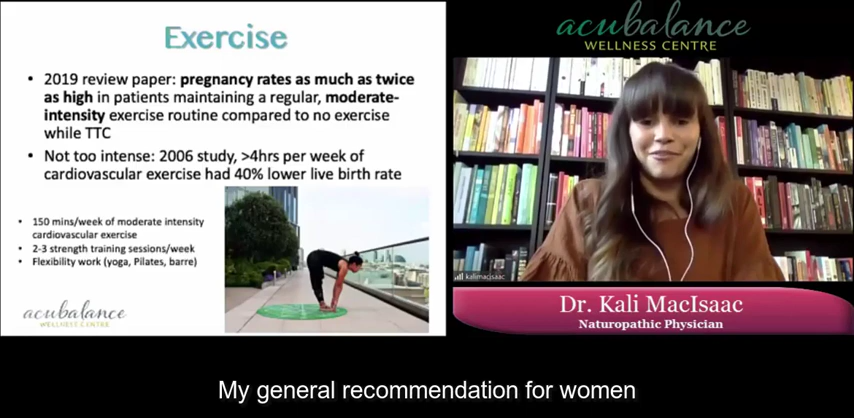 Exercise
• 2019 review paper: pregnancy rates as much as twice
as high in patients maintaining a regular, moderate-
intensity exercise routine compared to no exercise
while TTC
• Not too intense: 2006 study, >4hrs per week of
cardiovascular exercise had 40% lower live birth rate
• 150 mins/week of moderate intensity
cardiovascular exercise
• 2-3 strength training sessions/week
• Flexibility work (yoga, Pilates, barre)
acubalance
WELLNESS CENTRE
acubalance
WELLNESS CENTRE
kalimacisaac
Dr. Kali MacIsaac
Naturopathic Physician
My general recommendation for women